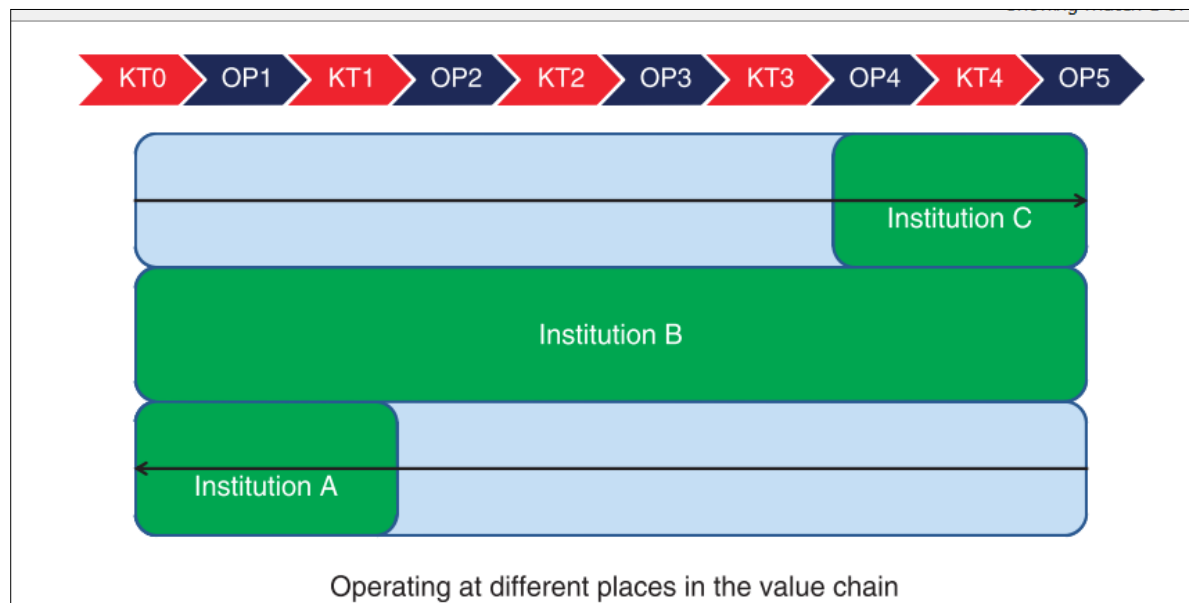 KT0 OP1 KT1 OP2 KT2 OP3 KT3 OP4 KT4 OP5
Institution C
Institution B
Institution A
Operating at different places in the value chain